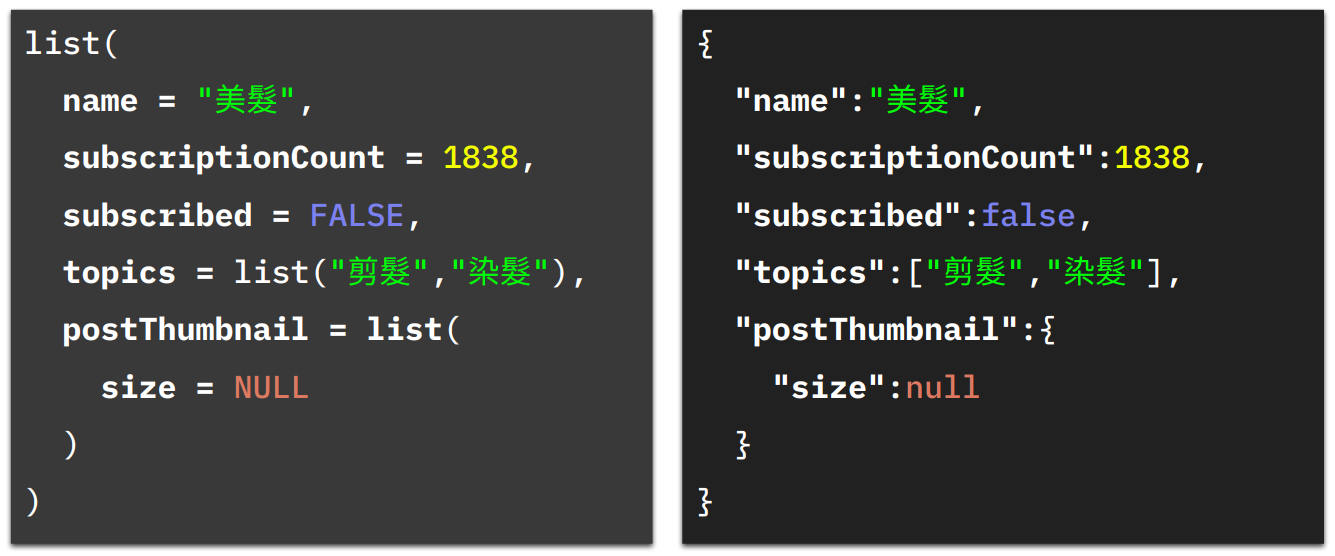 list(
  name = "美髮",
  subscriptionCount = 1838,
  subscribed = FALSE,
  topics = list("剪髮","染髮"),
  postThumbnail = list(
    size = NULL
  )
)
{
  "name":"美髮",
  "subscriptionCount":1838,
  "subscribed":false,
  "topics":["剪髮","染髮"],
  "postThumbnail":{
    "size":null
  }
}